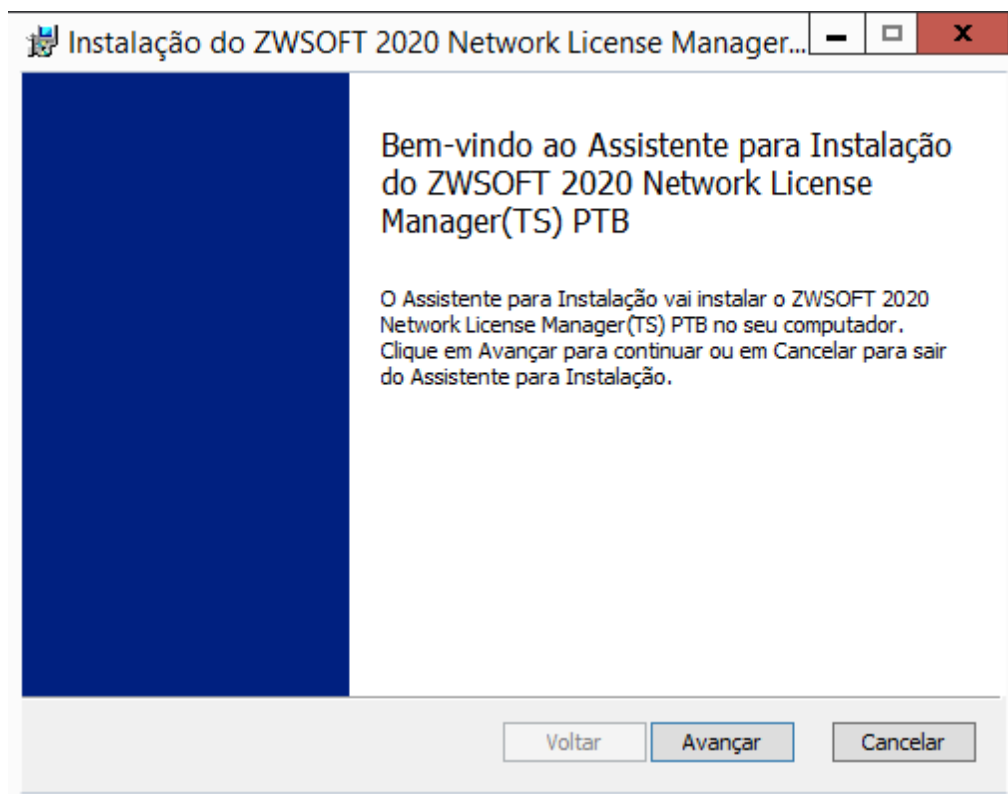 Instalação do ZWSOFT 2020 Network License Manager...
Bem-vindo ao Assistente para Instalação
do ZWSOFT 2020 Network License
Manager(TS) PTB
O Assistente para Instalação vai instalar o ZWSOFT 2020
Network License Manager(TS) PTB no seu computador.
Clique em Avançar para continuar ou em Cancelar para sair
do Assistente para Instalação.
Voltar Avançar Cancelar